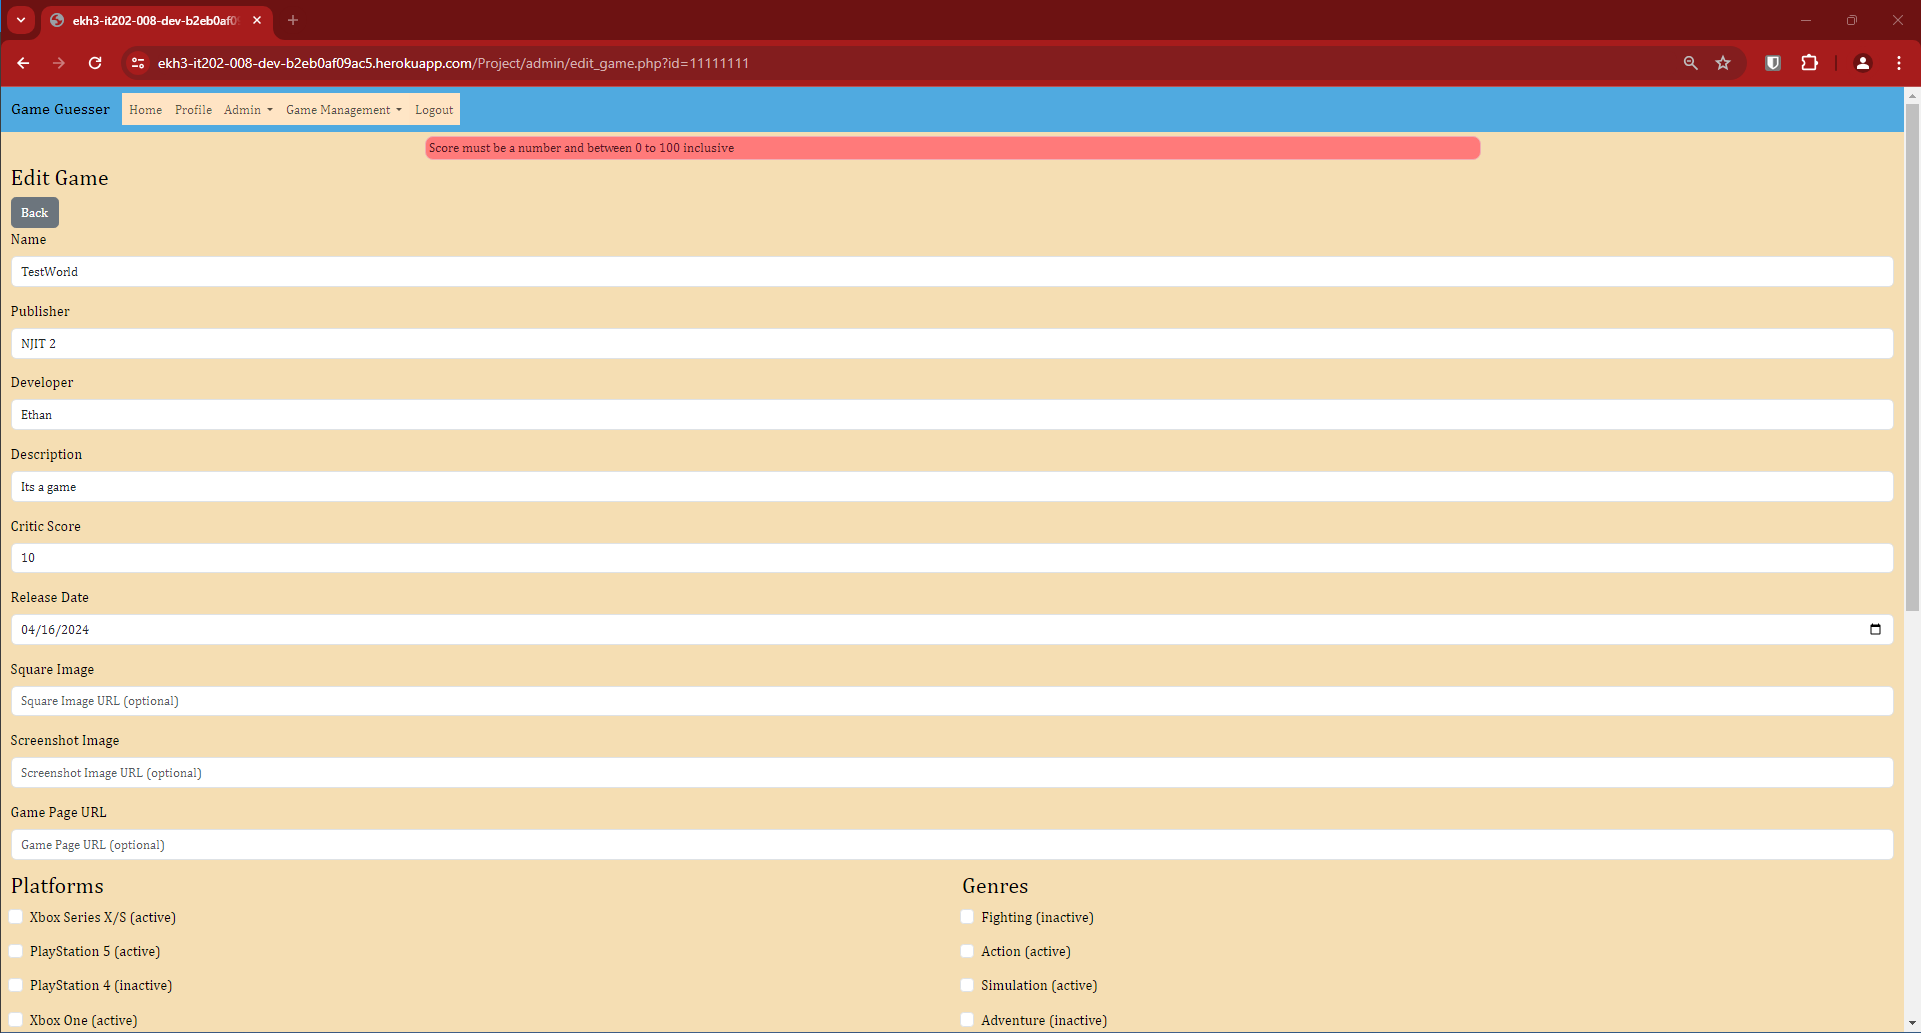 ekh3-it202-008-dev-b2eb0af0
ekh3-it202-008-dev-b2eb0af09ac5.herokuapp.com/Project/admin/edit_game.php?id=11111111
Game Guesser Home Profile Admin Game Management Logout
Score must be a number and between 0 to 100 inclusive
Edit Game
Back
Name
TestWorld
Publisher
NJIT 2
Developer
Ethan
Description
Its a game
Critic Score
10
Release Date
04/16/2024
Square Image
Square Image URL (optional)
Screenshot Image
Screenshot Image URL (optional)
Game Page URL
Game Page URL (optional)
Platforms
Xbox Series X/S (active)
PlayStation 5 (active)
PlayStation 4 (inactive)
Xbox One (active)
Genres
Fighting (inactive)
Action (active)
Simulation (active)
Adventure (inactive)